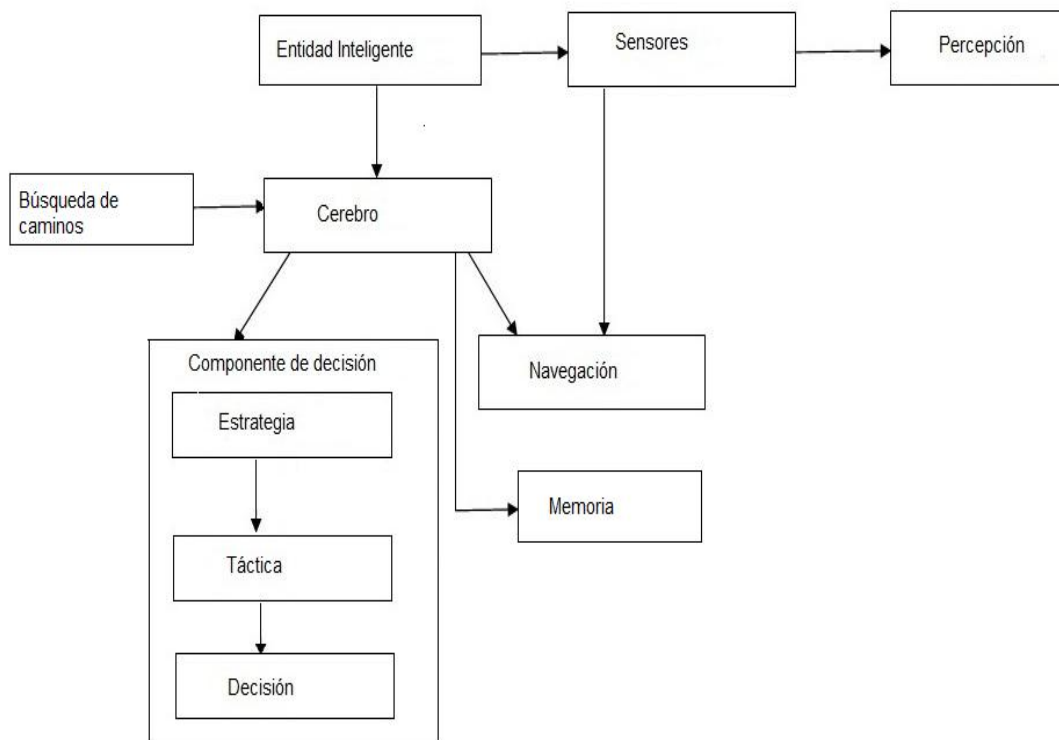 Entidad Inteligente
Sensores
Percepción
Búsqueda de
caminos
Cerebro
Componente de decisión
Navegación
Estrategia
Memoria
Táctica
Decisión